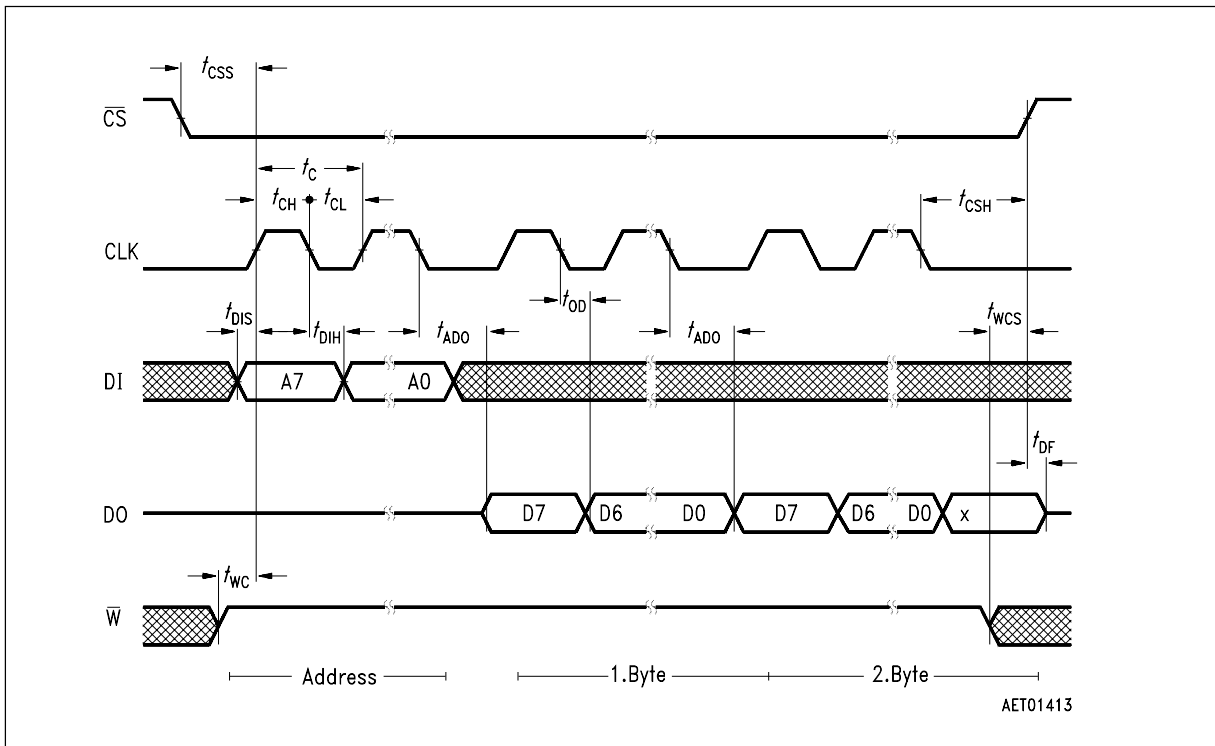 tCSS
CS
tC
tCH
tCL
tCSH
CLK
tDIS
tDIH
tADO
tOD
tADO
tWCS
DI
A7
A0
tDF
DO
D7
D6
D0
D7
D6
D0
x
tWC
W
Address
1.Byte
2.Byte
AET01413